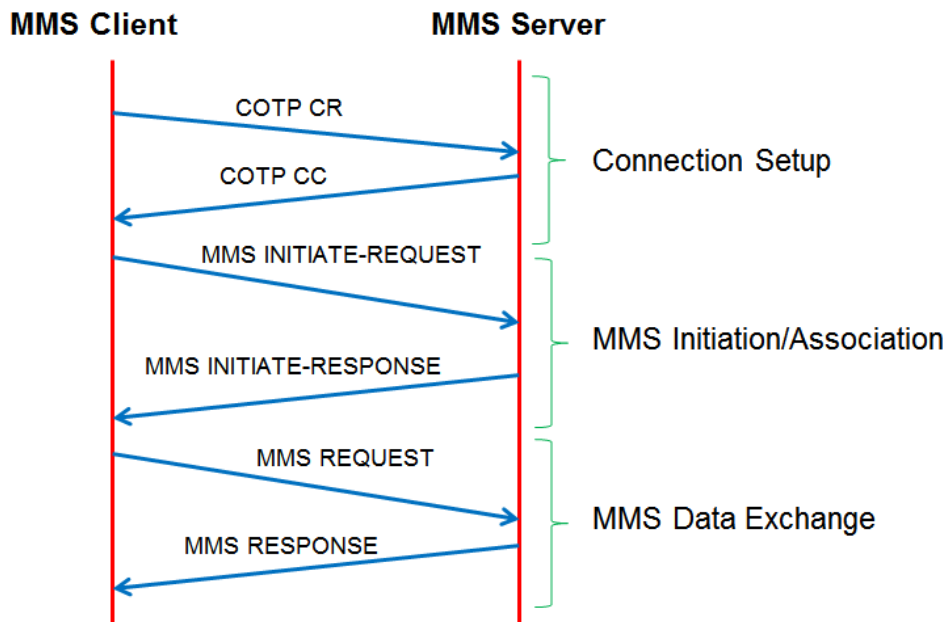 MMS Client
MMS Server
COTP CR
COTP CC
Connection Setup
MMS INITIATE-REQUEST
MMS INITIATE-RESPONSE
MMS Initiation/Association
MMS REQUEST
MMS RESPONSE
MMS Data Exchange